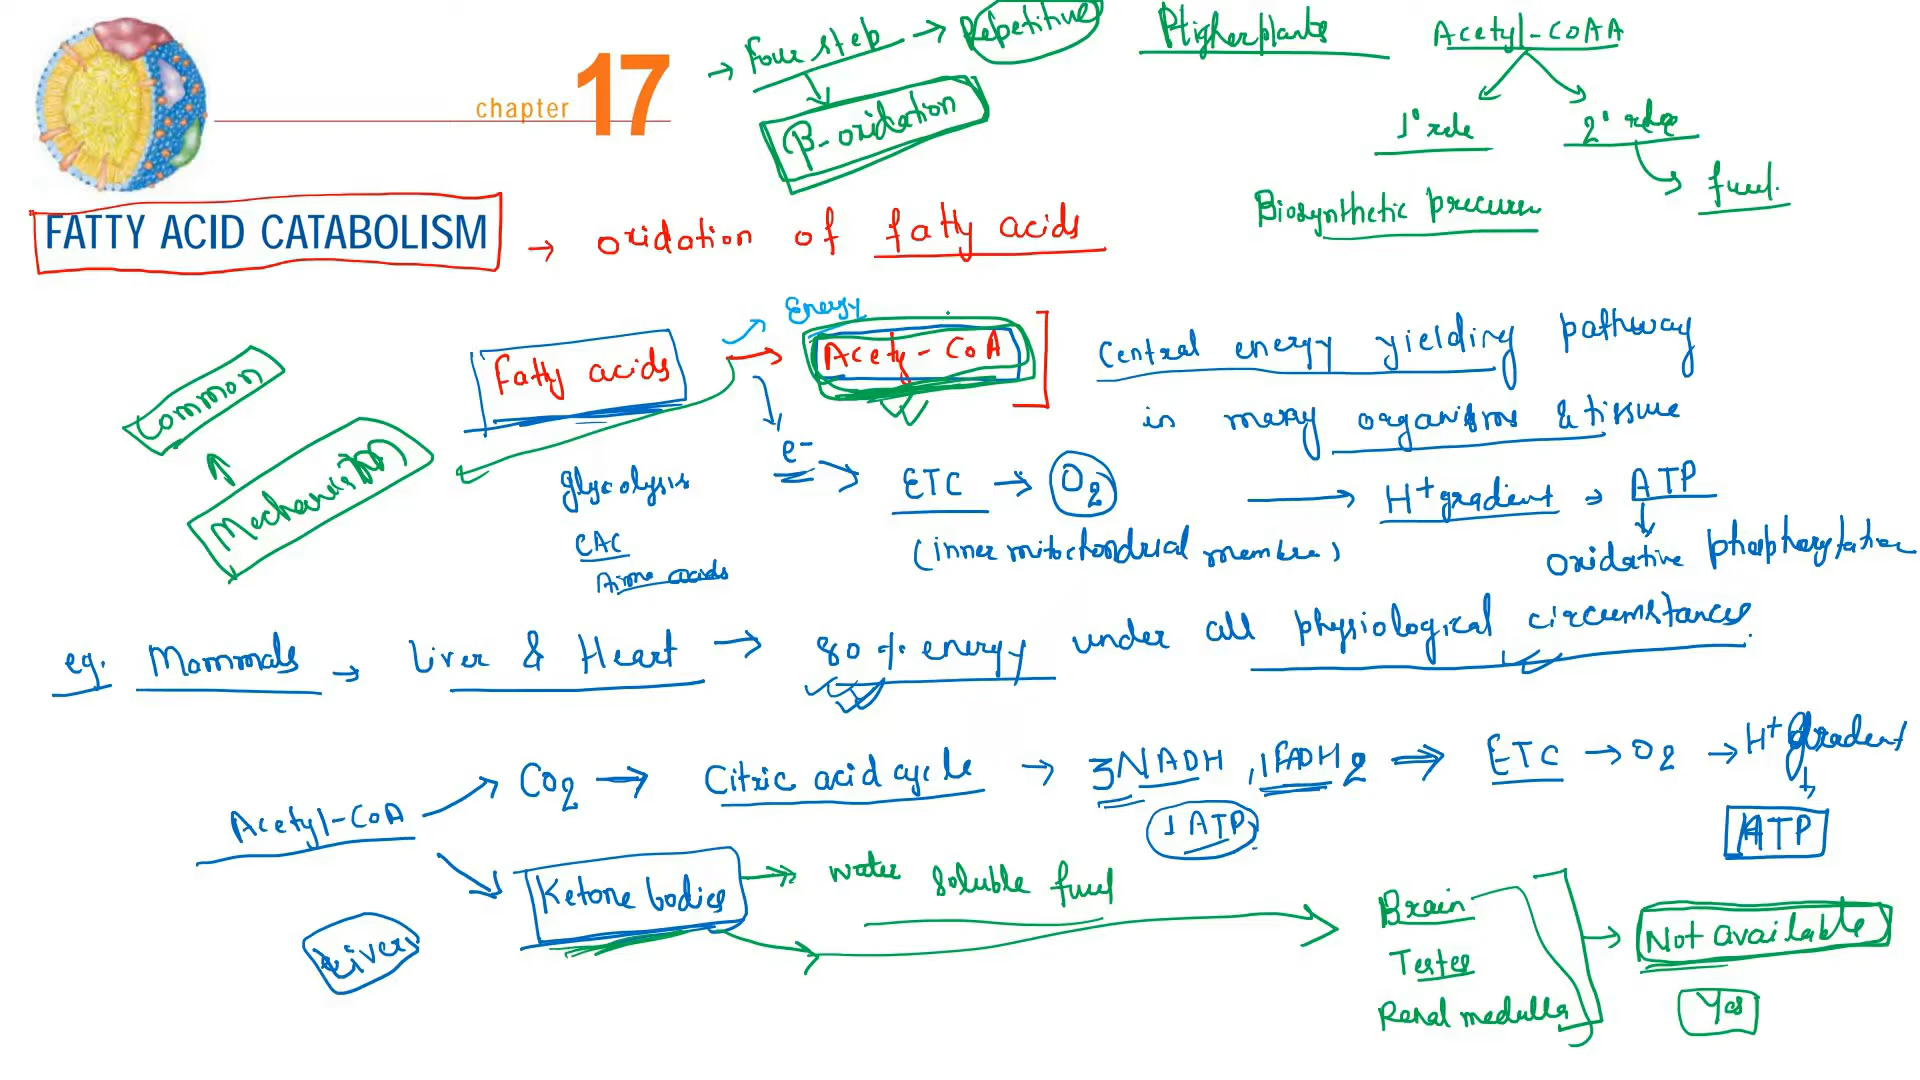 chapter 17
→ Four step → Repetitive
β-oxidation
Higher plants
Acetyl-COAA
1° role
2° role
Biosynthetic precursor
fuel.
FATTY ACID CATABOLISM → oxidation of fatty acids
Energy
Fatty acids → Acety-CoA
Central energy yielding pathway
in many organisms & tissue
Common
Mechanism
e- → ETC → O2 → H+ gradient → ATP
glycolysis
CAC
Amino acids
(inner mitochondrial membrane)
oxidative phosphorylation
eg. Mammals → Liver & Heart → 80% energy under all physiological circumstances.
Acetyl-CoA
CO2 → Citric acid cycle → 3NADH, 1FADH2 ⇒ ETC → O2 → H+ gradient
1 ATP
ATP
Ketone bodies → water soluble fuel
Liver
Brain
Testes
Renal medulla
→ Not available
Yes